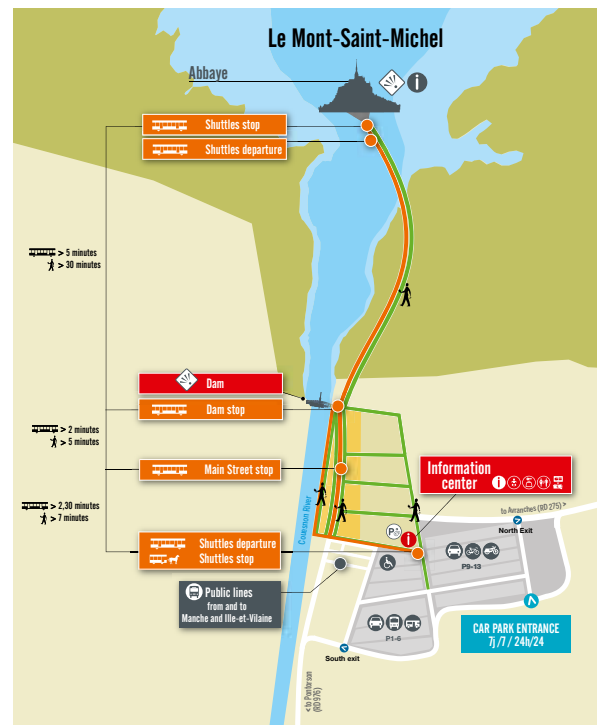 Le Mont-Saint-Michel
Abbaye
Shuttles stop
Shuttles departure
> 5 minutes
> 30 minutes
Dam
Dam stop
> 2 minutes
> 5 minutes
Main Street stop
Information
center
> 2,30 minutes
> 7 minutes
Couesnon River
to Avranches (RD 275) >
North Exit
P
Shuttles departure
Shuttles stop
P9-13
Public lines
from and to
Manche and Ille-et-Vilaine
P1-6
CAR PARK ENTRANCE
7j/7 / 24h/24
South exit
< to Pontorson
(RD 976)